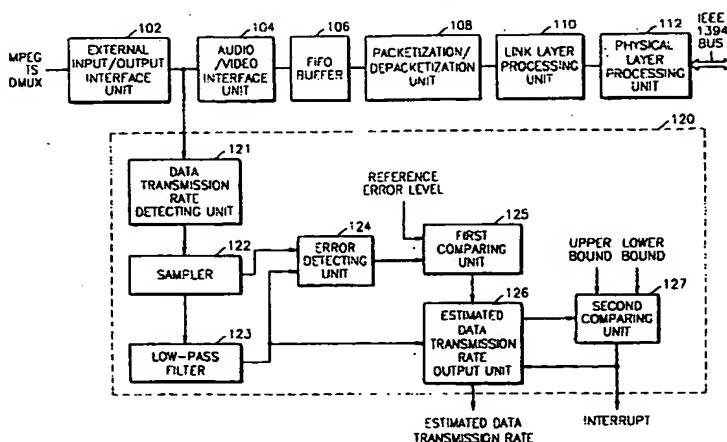 102
EXTERNAL
INPUT/OUTPUT
INTERFACE
UNIT
104
AUDIO
/VIDEO
INTERFACE
UNIT
106
FiFO
BUFFER
108
PACKETIZATION/
DEPACKETIZATION
UNIT
110
LINK LAYER
PROCESSING
UNIT
112
PHYSICAL
LAYER
PROCESSING
UNIT
IEEE
1394
BUS
MPEG
TS
DMUX
120
121
DATA
TRANSMISSION
RATE
DETECTING UNIT
122
SAMPLER
123
LOW-PASS
FILTER
124
ERROR
DETECTING
UNIT
REFERENCE
ERROR LEVEL
125
FIRST
COMPARING
UNIT
126
ESTIMATED
DATA
TRANSMISSION
RATE
OUTPUT UNIT
UPPER
BOUND
LOWER
BOUND
127
SECOND
COMPARING
UNIT
ESTIMATED DATA
TRANSMISSION RATE
INTERRUPT